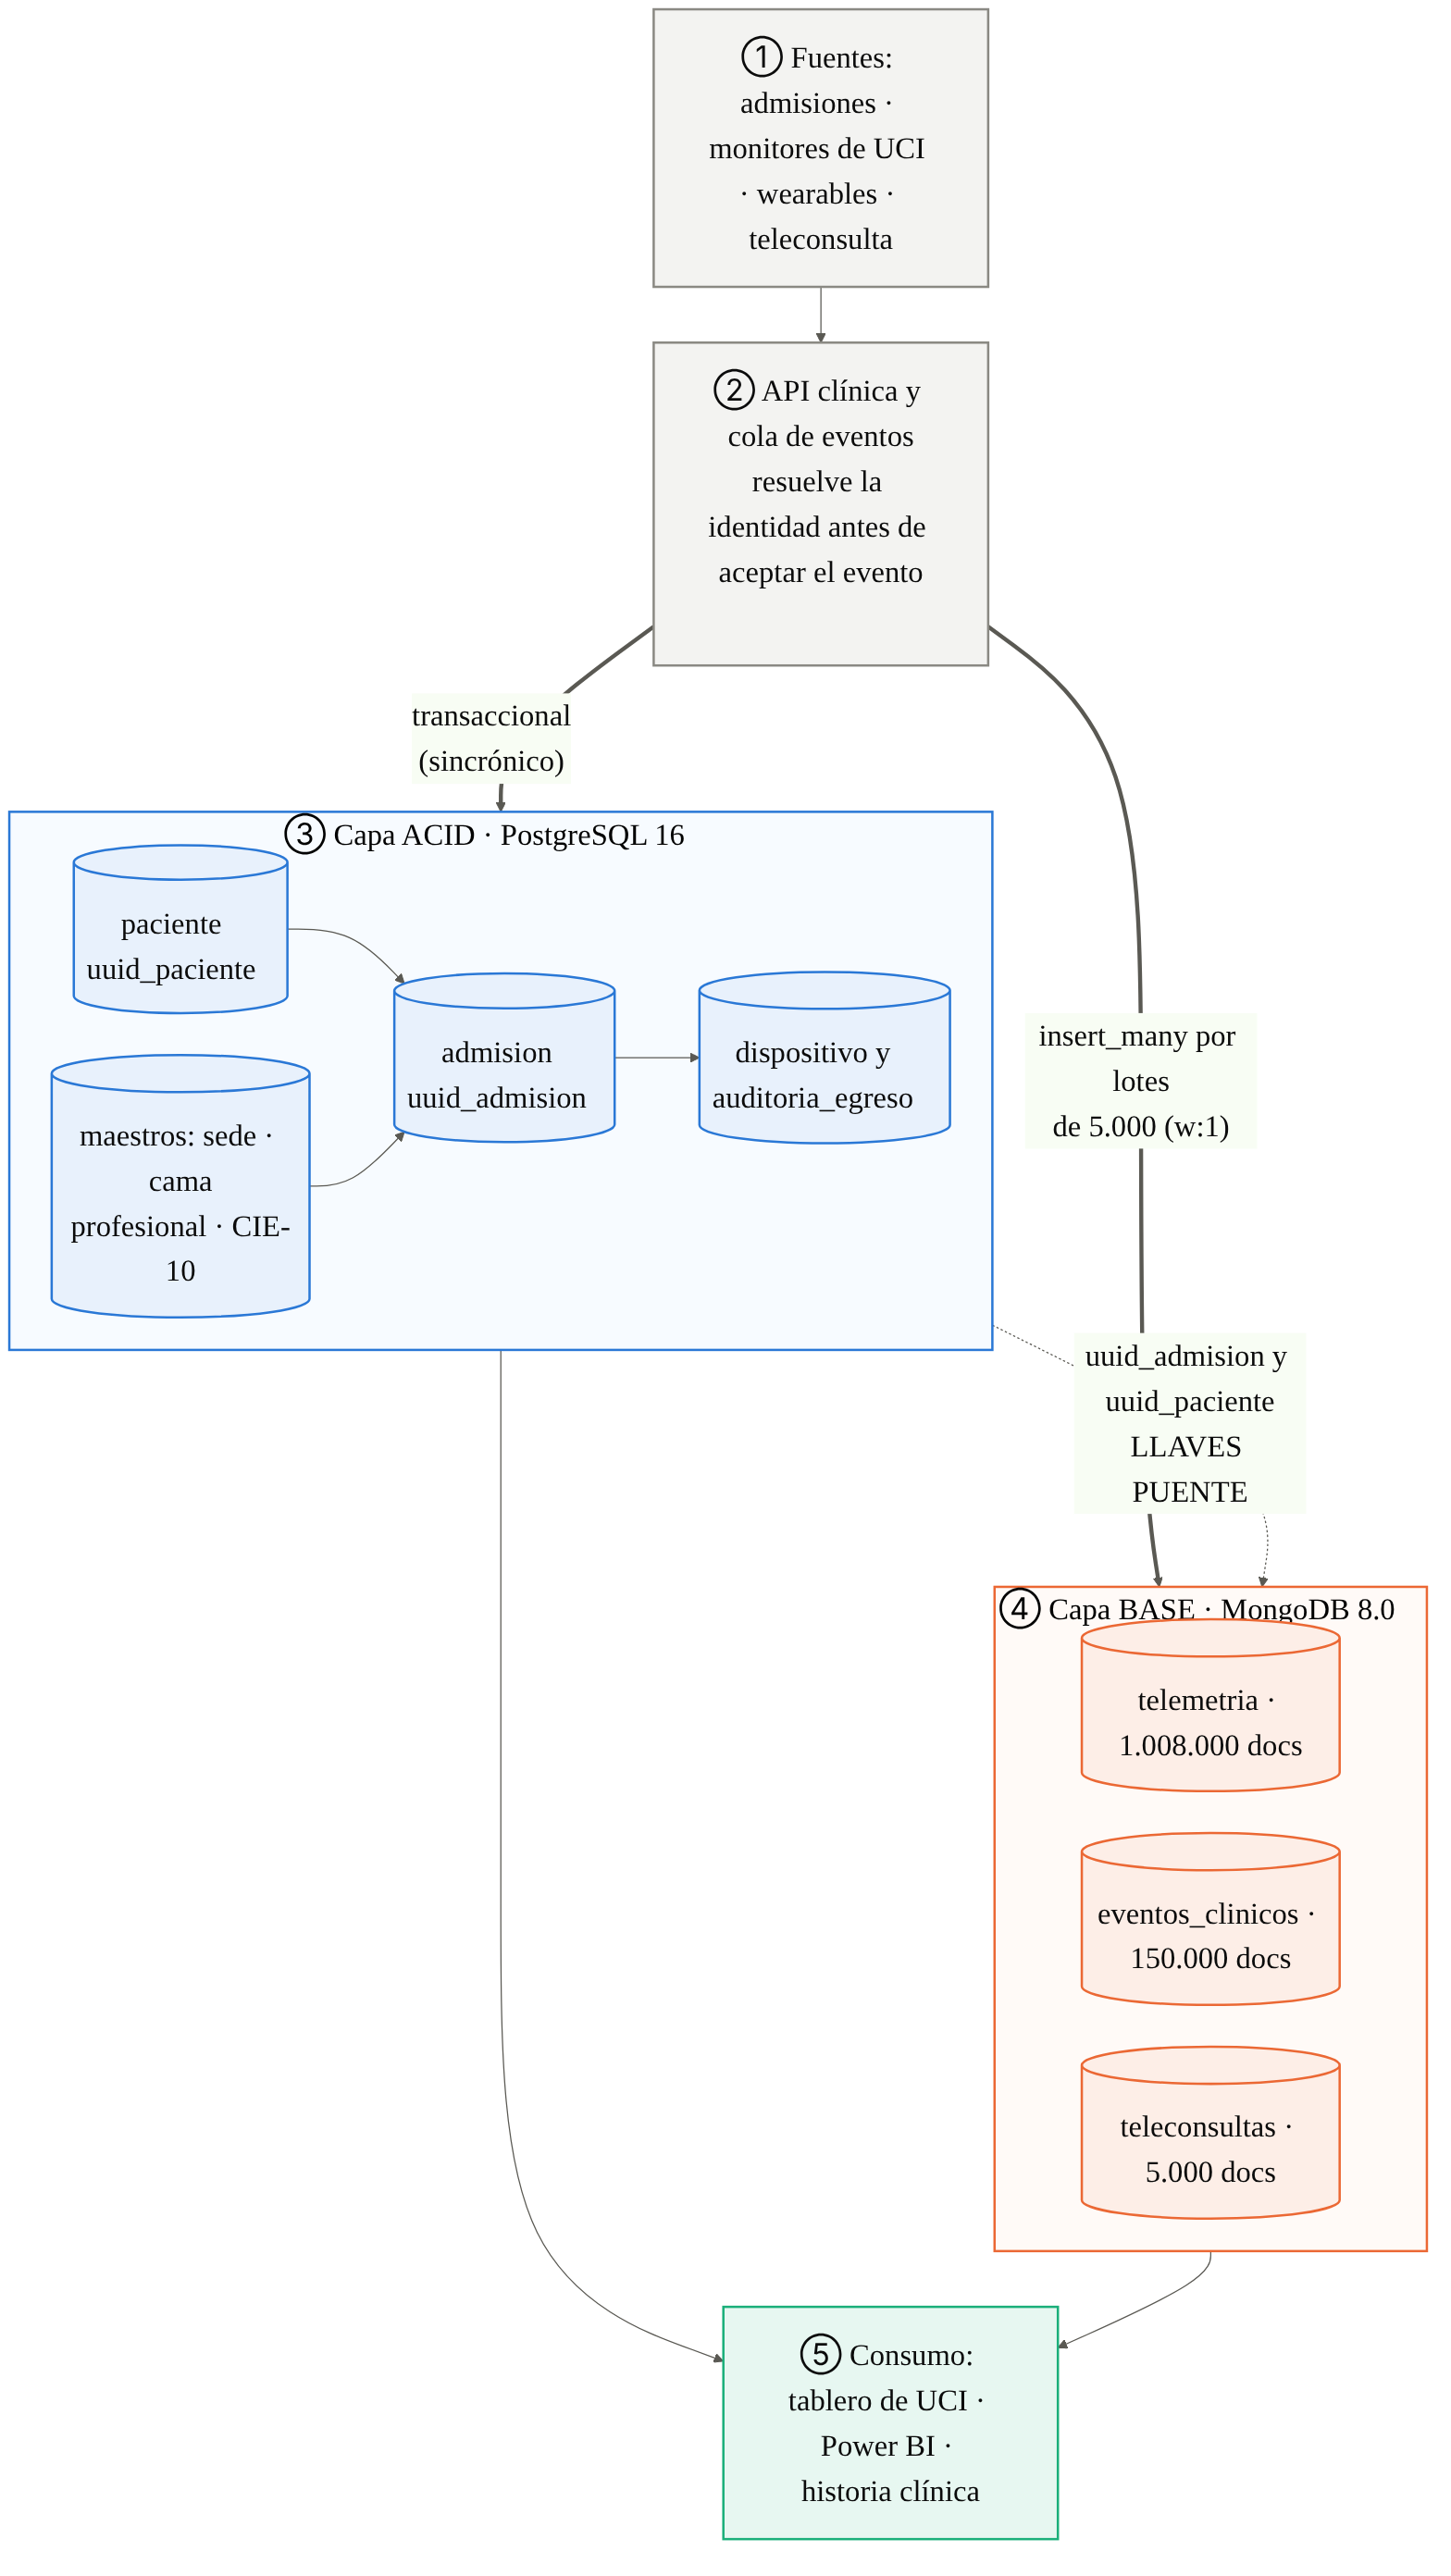 ① Fuentes:
admisiones ·
monitores de UCI
· wearables ·
teleconsulta
② API clínica y
cola de eventos
resuelve la
identidad antes de
aceptar el evento
transaccional
(sincrónico)
③ Capa ACID · PostgreSQL 16
paciente
uuid_paciente
admision
uuid_admision
dispositivo y
auditoria_egreso
maestros: sede ·
cama
profesional · CIE-
10
insert_many por
lotes
de 5.000 (w:1)
uuid_admision y
uuid_paciente
LLAVES
PUENTE
④ Capa BASE · MongoDB 8.0
telemetria ·
1.008.000 docs
eventos_clinicos ·
150.000 docs
teleconsultas ·
5.000 docs
⑤ Consumo:
tablero de UCI ·
Power BI ·
historia clínica